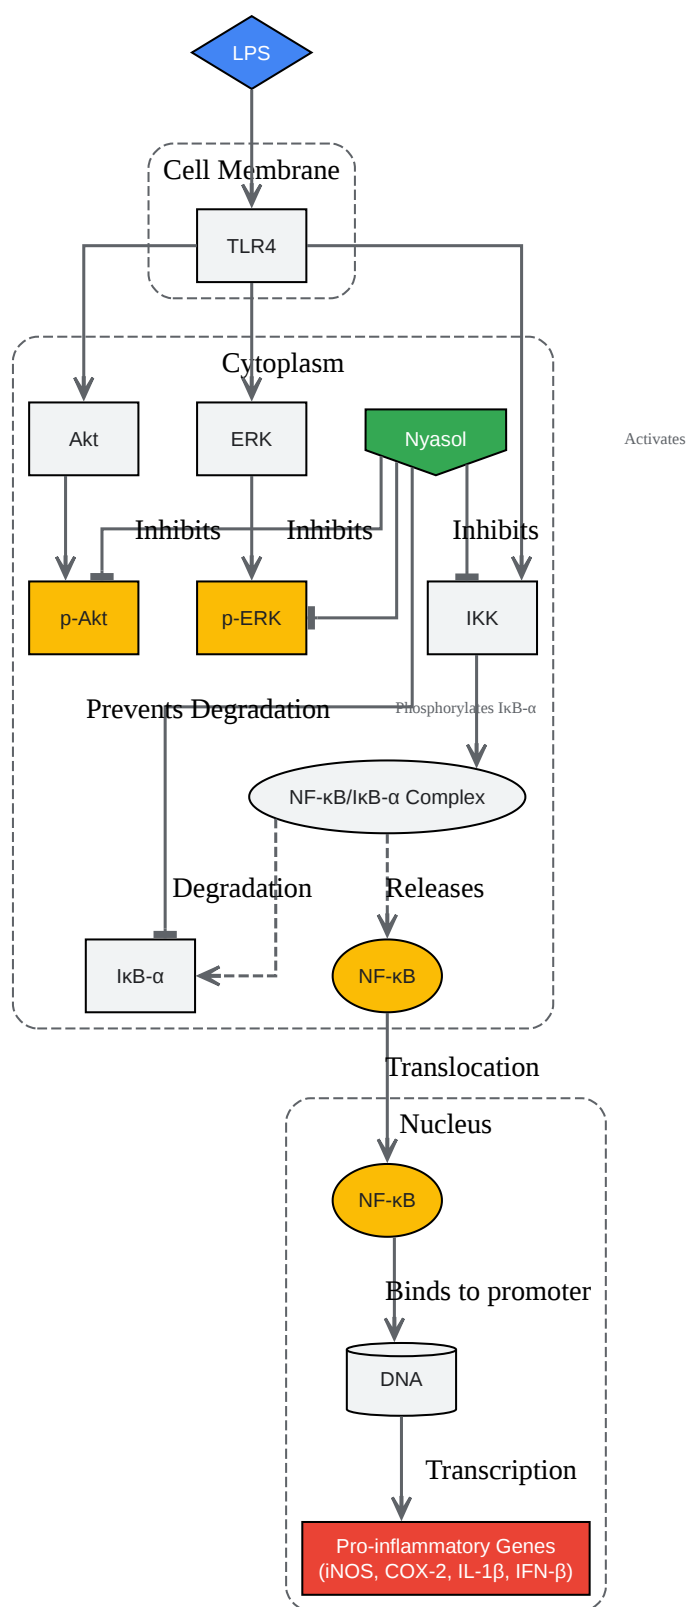 LPS
Cell Membrane
TLR4
Cytoplasm
Akt
ERK
Nyasol
Activates
Inhibits
Inhibits
Inhibits
p-Akt
p-ERK
IKK
Prevents Degradation
Phosphorylates IκB-α
NF-κB/IκB-α Complex
Degradation
Releases
IκB-α
NF-κB
Translocation
Nucleus
NF-κB
Binds to promoter
DNA
Transcription
Pro-inflammatory Genes
(iNOS, COX-2, IL-1β, IFN-β)